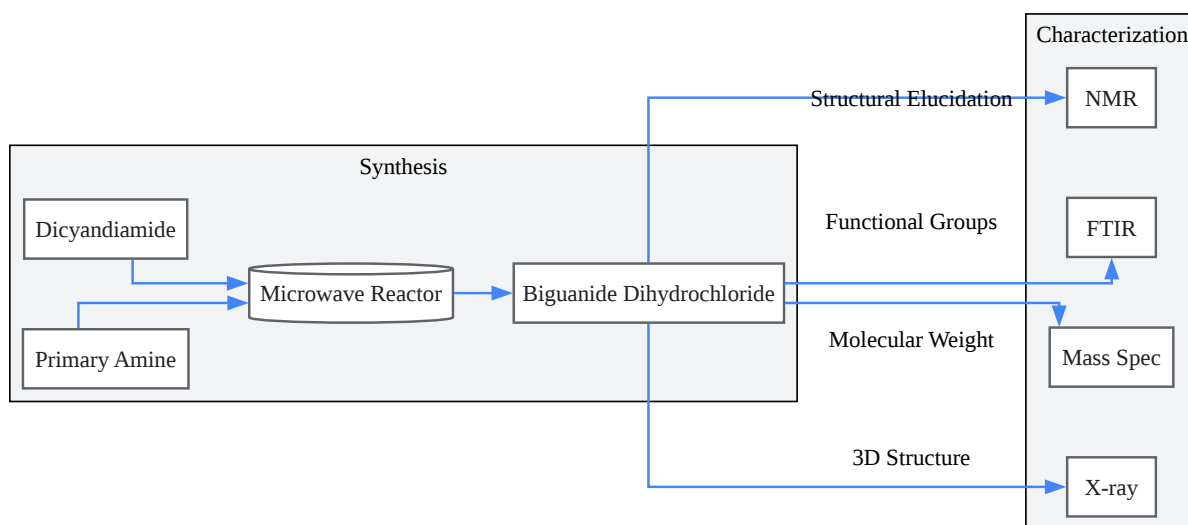 Characterization
Structural Elucidation
NMR
Synthesis
Dicyandiamide
Functional Groups
FTIR
Microwave Reactor
Biguanide Dihydrochloride
Primary Amine
Molecular Weight
Mass Spec
3D Structure
X-ray